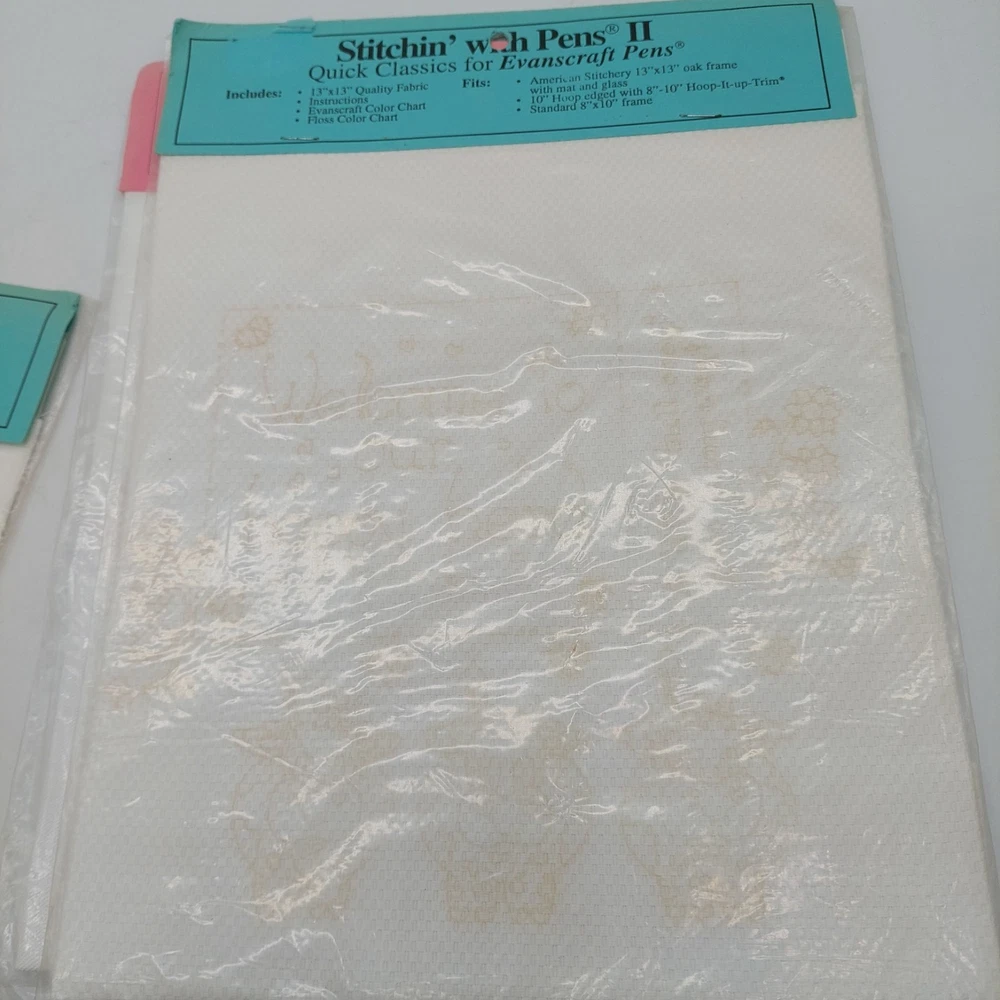 Stitchin' with Pens® II
Quick Classics for Evanscraft Pens®
Includes:
• 13"x13" Quality Fabric
• Instructions
• Evanscraft Color Chart
• Floss Color Chart
Fits:
• American Stitchery 13"x13" oak frame
with mat and glass
• 10" Hoop edged with 8"-10" Hoop-It-up-Trim®
• Standard 8"x10" frame